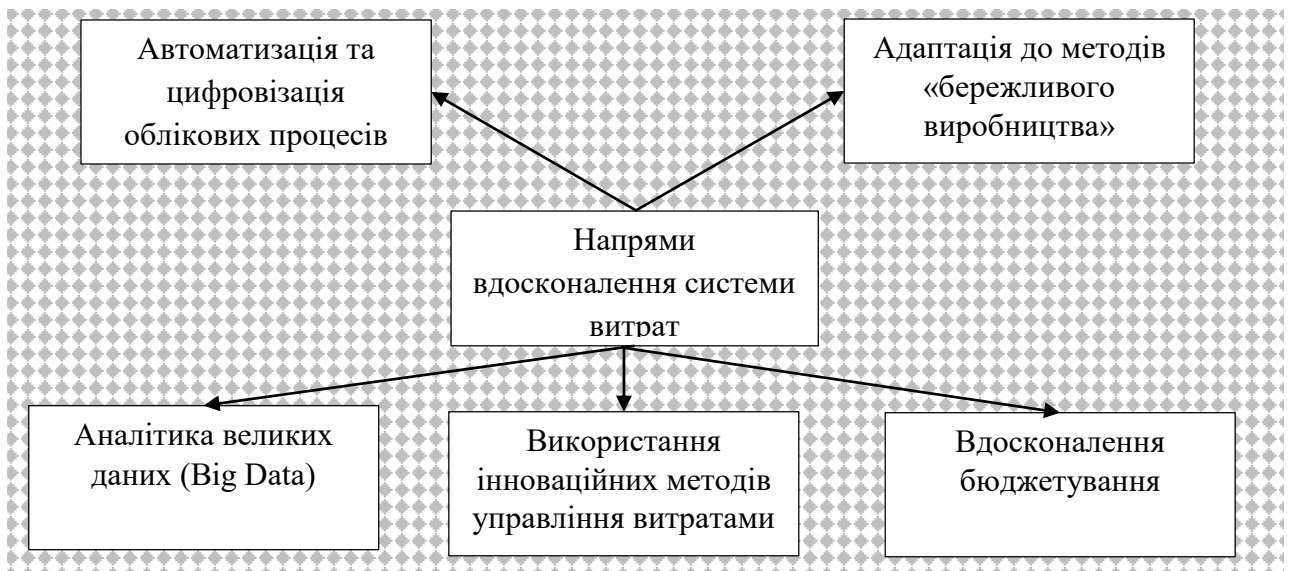 Автоматизація та
цифровізація
облікових процесів
Адаптація до методів
«бережливого
виробництва»
Напрями
вдосконалення системи
витрат
Аналітика великих
даних (Big Data)
Використання
інноваційних методів
управління витратами
Вдосконалення
бюджетування